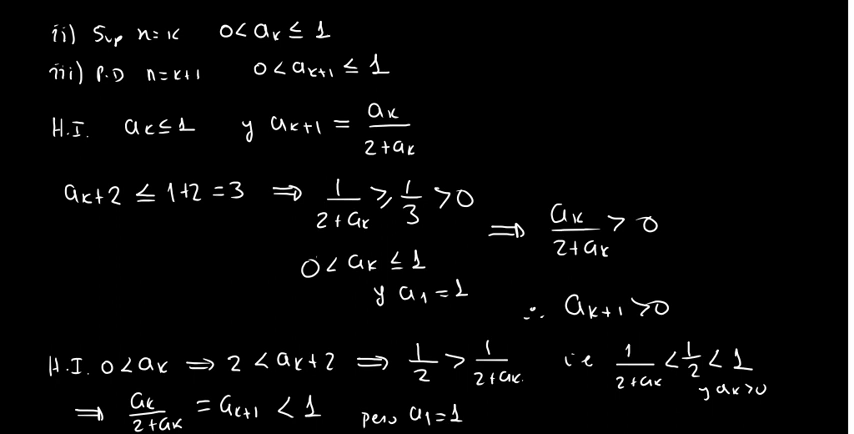 ii) Sup n=k 0<a_k ≤ 1
iii) P.D n=k+1 0<a_{k+1} ≤ 1
H.I. a_k ≤ 1 y a_{k+1} = a_k/(2+a_k)
a_k+2 ≤ 1+2 = 3 ⟹ 1/(2+a_k) ≥ 1/3 > 0
⟹ a_k/(2+a_k) > 0
0 < a_k ≤ 1
y a_1 = 1
∴ a_{k+1} > 0
H.I. 0<a_k ⟹ 2 < a_k+2 ⟹ 1/2 > 1/(2+a_k) i.e 1/(2+a_k) < 1/2 < 1
y a_k > 0
⟹ a_k/(2+a_k) = a_{k+1} < 1 pero a_1 = 1